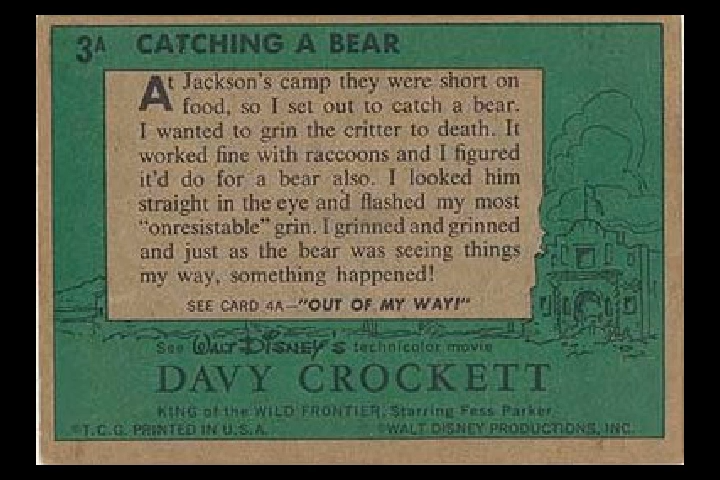 3A CATCHING A BEAR
At Jackson's camp they were short on
food, so I set out to catch a bear.
I wanted to grin the critter to death. It
worked fine with raccoons and I figured
it'd do for a bear also. I looked him
straight in the eye and flashed my most
"onresistable" grin. I grinned and grinned
and just as the bear was seeing things
my way, something happened!
SEE CARD 4A—"OUT OF MY WAY!"
See WALT DISNEY'S technicolor movie
DAVY CROCKETT
KING of the WILD FRONTIER, Starring Fess Parker
©T.C.G. PRINTED IN U.S.A. ©WALT DISNEY PRODUCTIONS, INC.